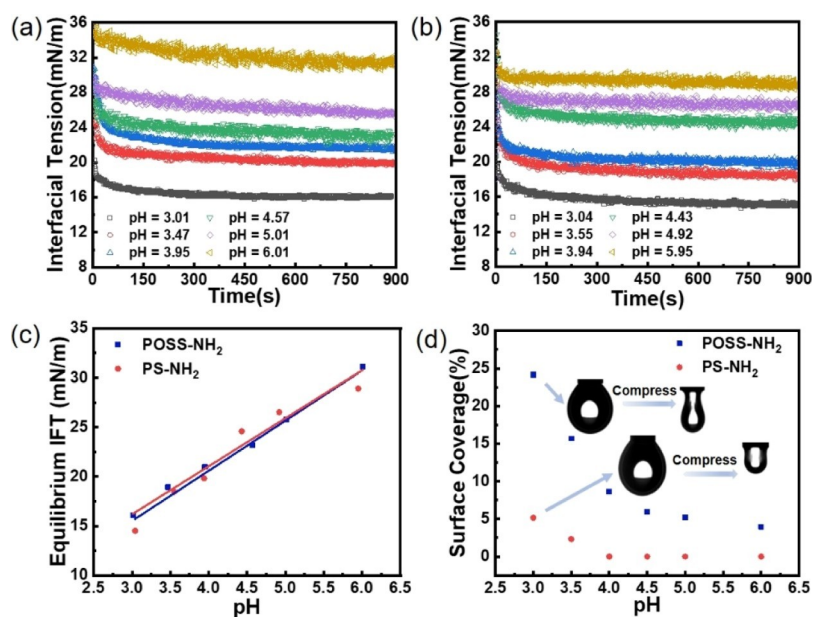 (a)
Interfacial Tension(mN/m)
36
32
28
24
20
16
12
8
pH = 3.01
pH = 4.57
pH = 3.47
pH = 5.01
pH = 3.95
pH = 6.01
0 150 300 450 600 750 900
Time(s)
(b)
Interfacial Tension(mN/m)
36
32
28
24
20
16
12
8
pH = 3.04
pH = 4.43
pH = 3.55
pH = 4.92
pH = 3.94
pH = 5.95
0 150 300 450 600 750 900
Time(s)
(c)
Equilibrium IFT (mN/m)
35
30
25
20
15
10
POSS-NH₂
PS-NH₂
2.5 3.0 3.5 4.0 4.5 5.0 5.5 6.0 6.5
pH
(d)
Surface Coverage(%)
30
25
20
15
10
5
0
POSS-NH₂
PS-NH₂
Compress
Compress
2.5 3.0 3.5 4.0 4.5 5.0 5.5 6.0 6.5
pH